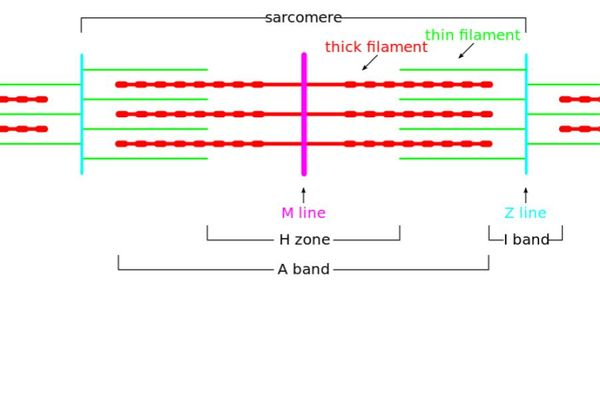 sarcomere
thin filament
thick filament
M line
Z line
H zone
I band
A band